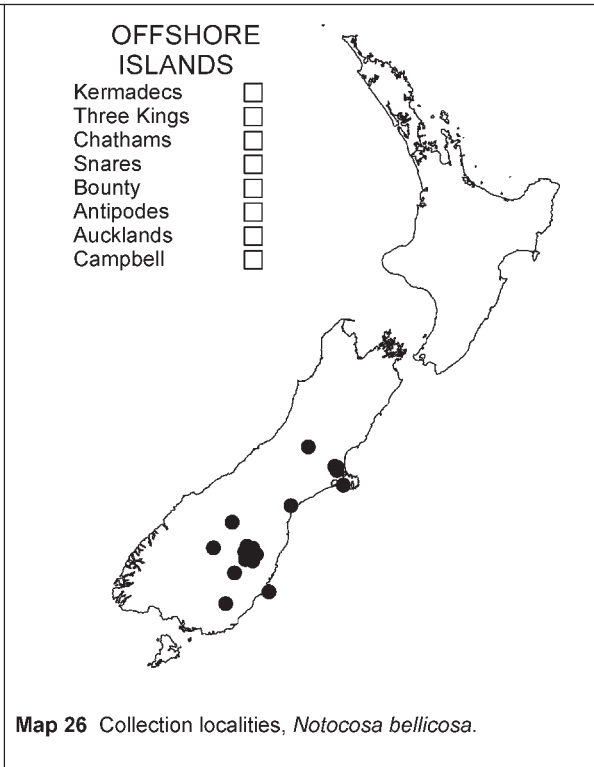 OFFSHORE
ISLANDS
Kermadecs
Three Kings
Chathams
Snares
Bounty
Antipodes
Aucklands
Campbell
Map 26 Collection localities, Notocosa bellicosa.